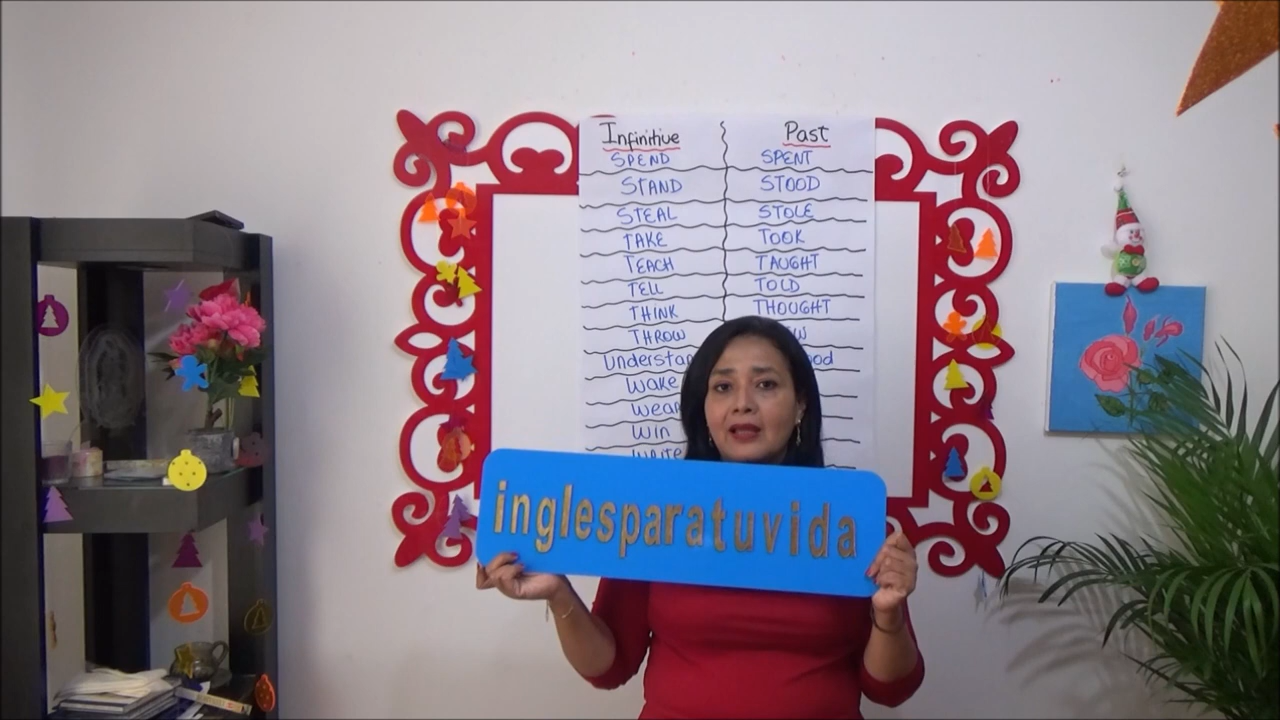 Infinitive Past
SPEND SPENT
STAND STOOD
STEAL STOLE
TAKE TOOK
TEACH TAUGHT
TELL TOLD
THINK THOUGHT
THROW
WAKE
WEAR
WIN
WRITE
inglesparatuvida